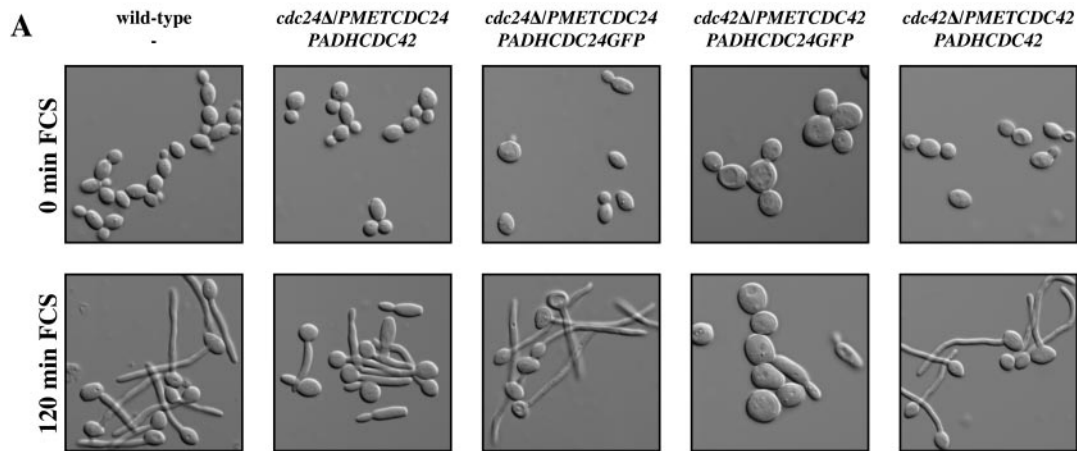 A
wild-type
-
cdc24Δ/PMETCDC24
PADHCDC42
cdc24Δ/PMETCDC24
PADHCDC24GFP
cdc42Δ/PMETCDC42
PADHCDC24GFP
cdc42Δ/PMETCDC42
PADHCDC42
0 min FCS
120 min FCS